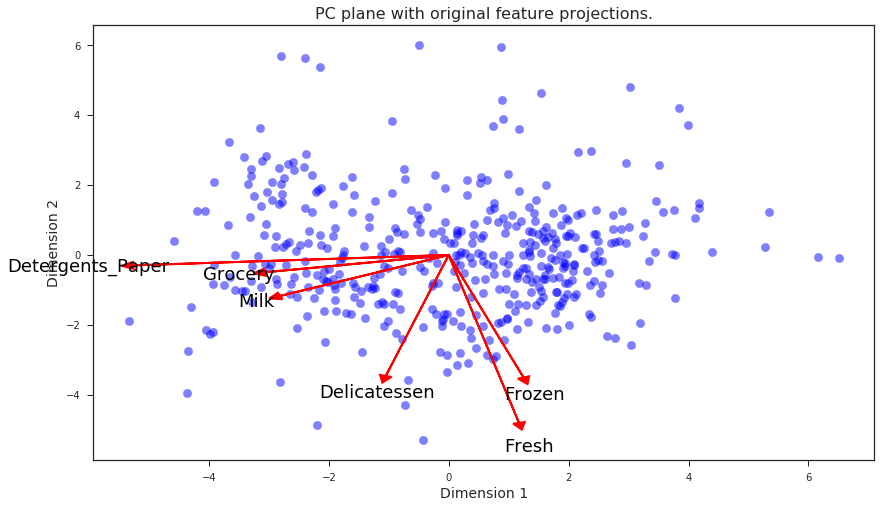 PC plane with original feature projections.
6
4
2
0
−2
−4
Dimension 2
Detergents_Paper
Grocery
Milk
Delicatessen
Frozen
Fresh
−4
−2
0
2
4
6
Dimension 1